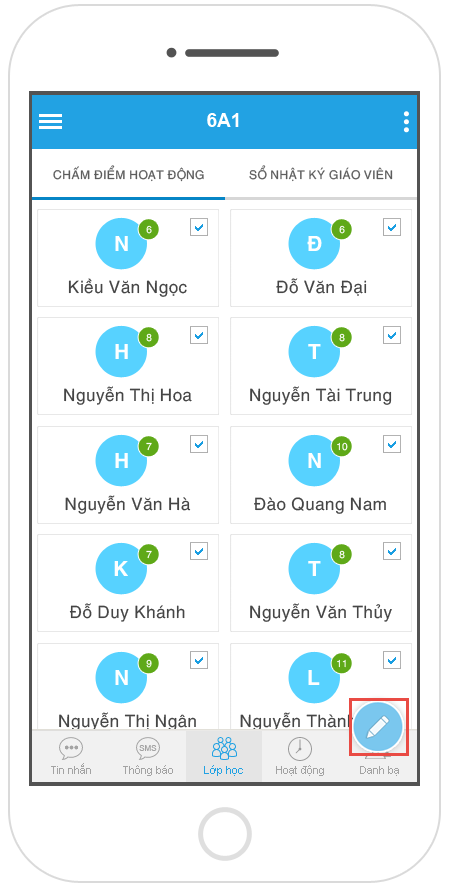 6A1
CHẤM ĐIỂM HOẠT ĐỘNG SỔ NHẬT KÝ GIÁO VIÊN
N 6 Đ 6
Kiều Văn Ngọc Đỗ Văn Đại
H 8 T 8
Nguyễn Thị Hoa Nguyễn Tài Trung
H 7 N 10
Nguyễn Văn Hà Đào Quang Nam
K 7 T 8
Đỗ Duy Khánh Nguyễn Văn Thủy
N 9 L 11
Nguyễn Thị Ngân Nguyễn Thành
SMS
Tin nhắn Thông báo Lớp học Hoạt động Danh bạ